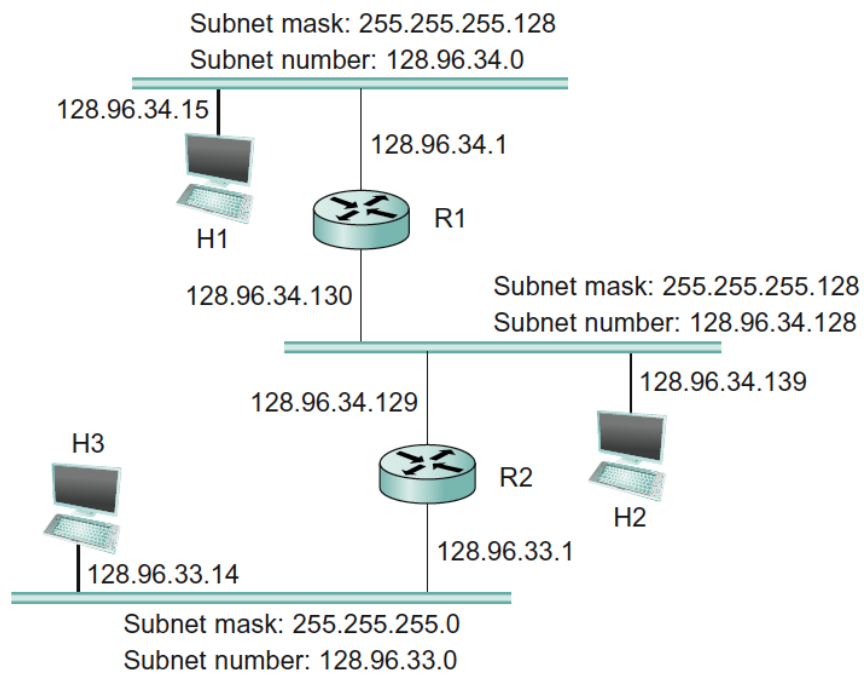 Subnet mask: 255.255.255.128
Subnet number: 128.96.34.0
128.96.34.15
128.96.34.1
H1
R1
128.96.34.130
Subnet mask: 255.255.255.128
Subnet number: 128.96.34.128
128.96.34.139
128.96.34.129
H3
R2
H2
128.96.33.1
128.96.33.14
Subnet mask: 255.255.255.0
Subnet number: 128.96.33.0